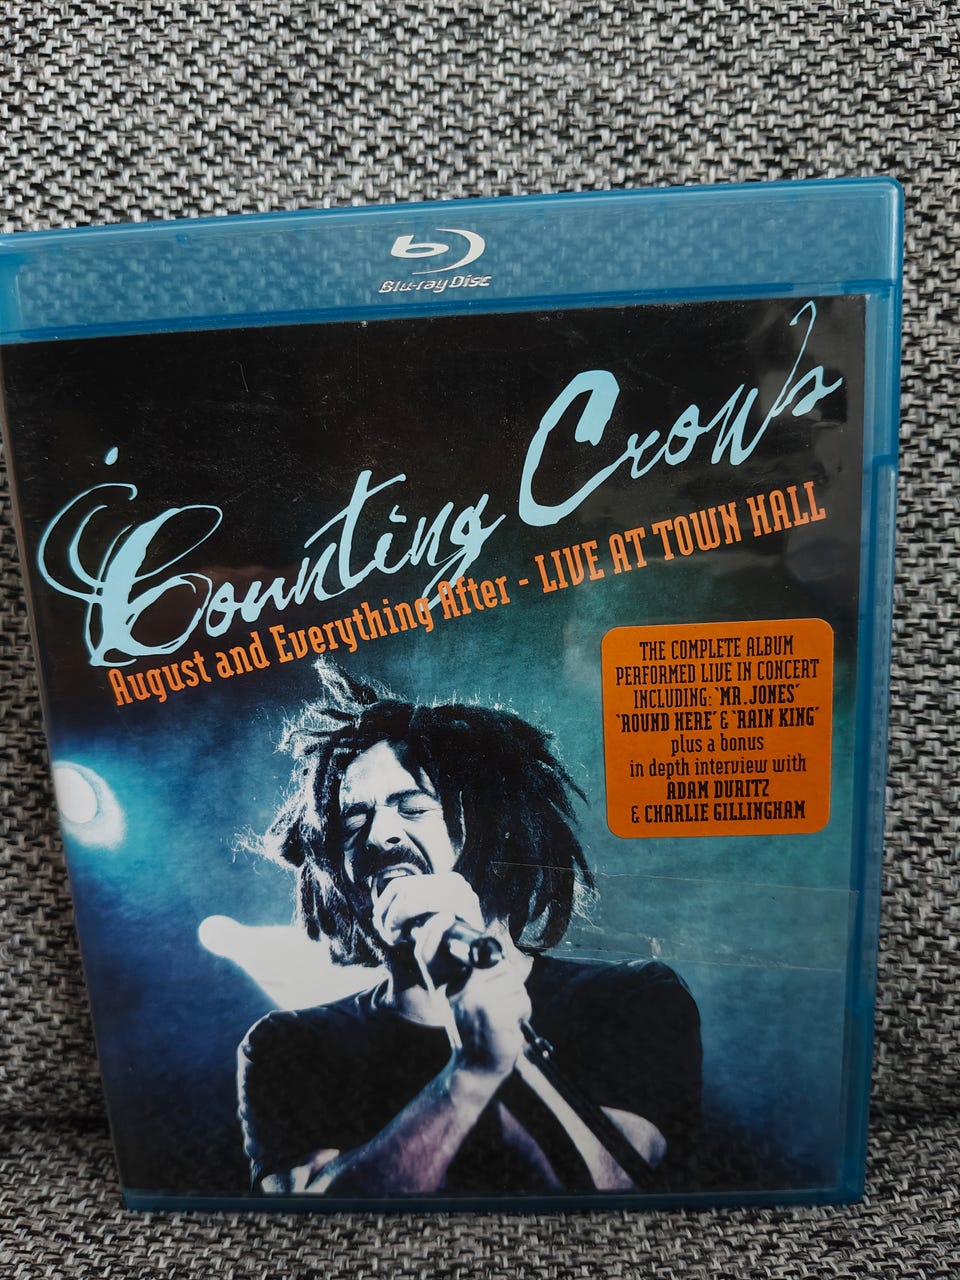 Blu-ray Disc
Counting Crows
August and Everything After - LIVE AT TOWN HALL
THE COMPLETE ALBUM
PERFORMED LIVE IN CONCERT
INCLUDING: 'MR. JONES'
'ROUND HERE' & 'RAIN KING'
plus a bonus
in depth interview with
ADAM DURITZ
& CHARLIE GILLINGHAM